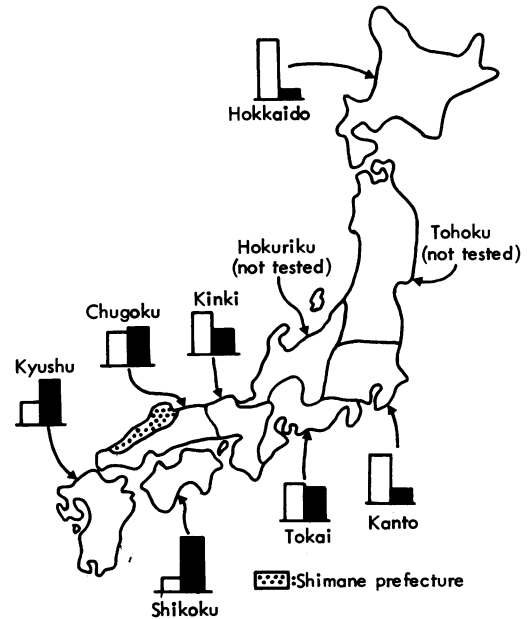 Hokkaido
Tohoku
(not tested)
Hokuriku
(not tested)
Kinki
Chugoku
Kyushu
Kanto
Tokai
:Shimane prefecture
Shikoku